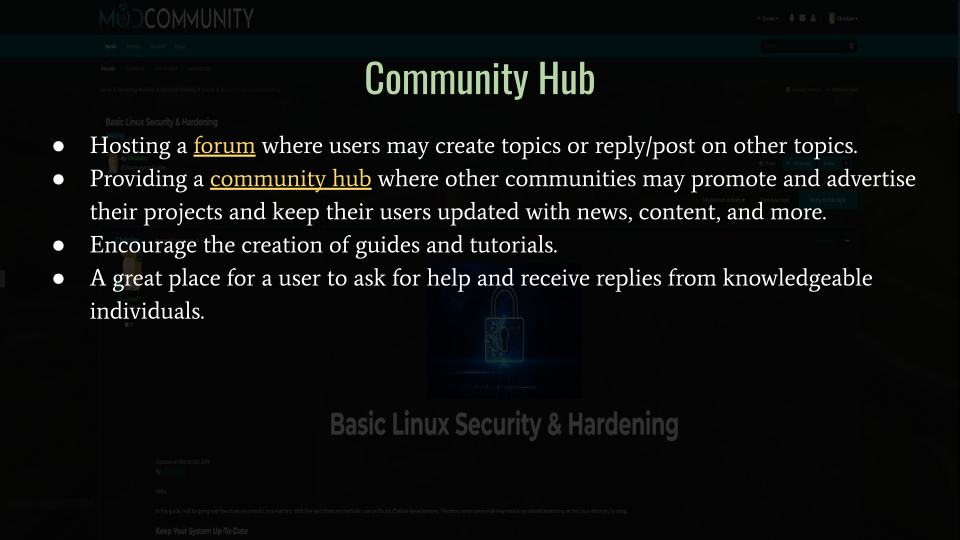 MODCOMMUNITY
Community Hub
Basic Linux Security & Hardening
● Hosting a forum where users may create topics or reply/post on other topics.
● Providing a community hub where other communities may promote and advertise
their projects and keep their users updated with news, content, and more.
● Encourage the creation of guides and tutorials.
● A great place for a user to ask for help and receive replies from knowledgeable
individuals.
Basic Linux Security & Hardening
Hello,
Keep Your System Up-To-Date